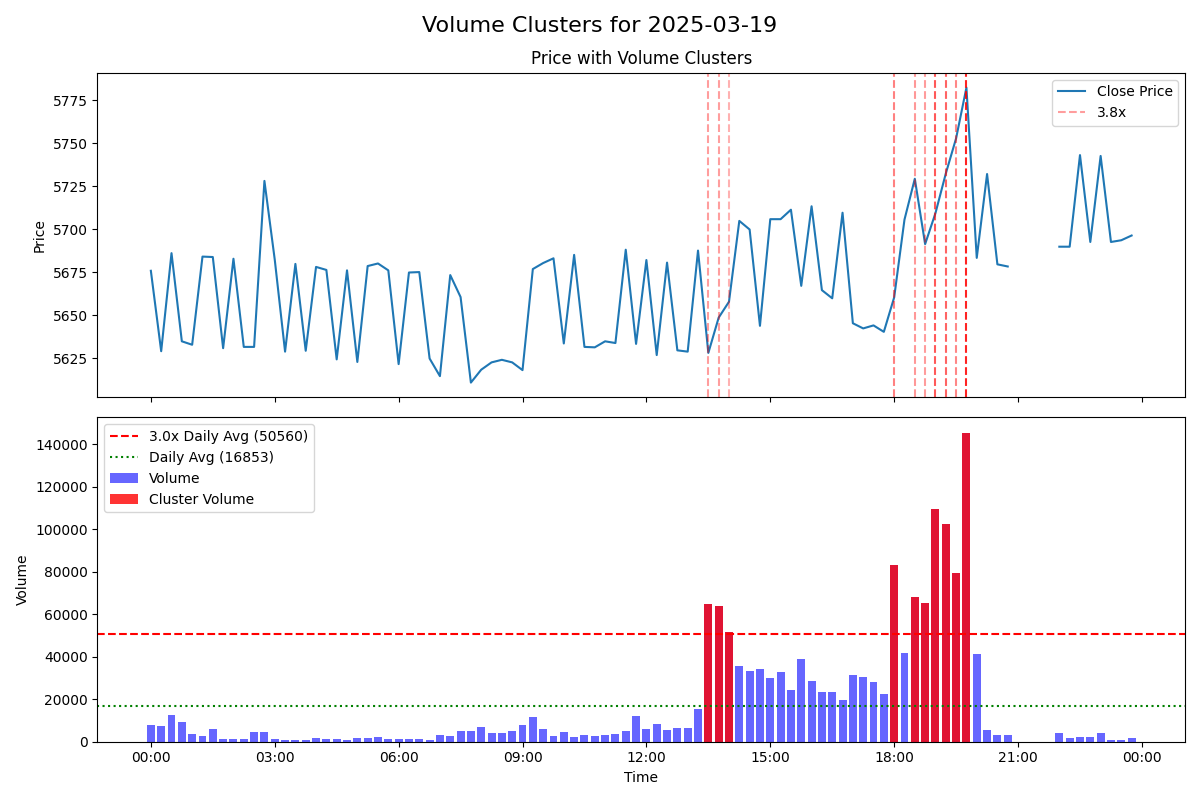 Volume Clusters for 2025-03-19
Price with Volume Clusters
Price
5775
5750
5725
5700
5675
5650
5625
Close Price
3.8x
Volume
140000
120000
100000
80000
60000
40000
20000
0
3.0x Daily Avg (50560)
Daily Avg (16853)
Volume
Cluster Volume
00:00 03:00 06:00 09:00 12:00 15:00 18:00 21:00 00:00
Time